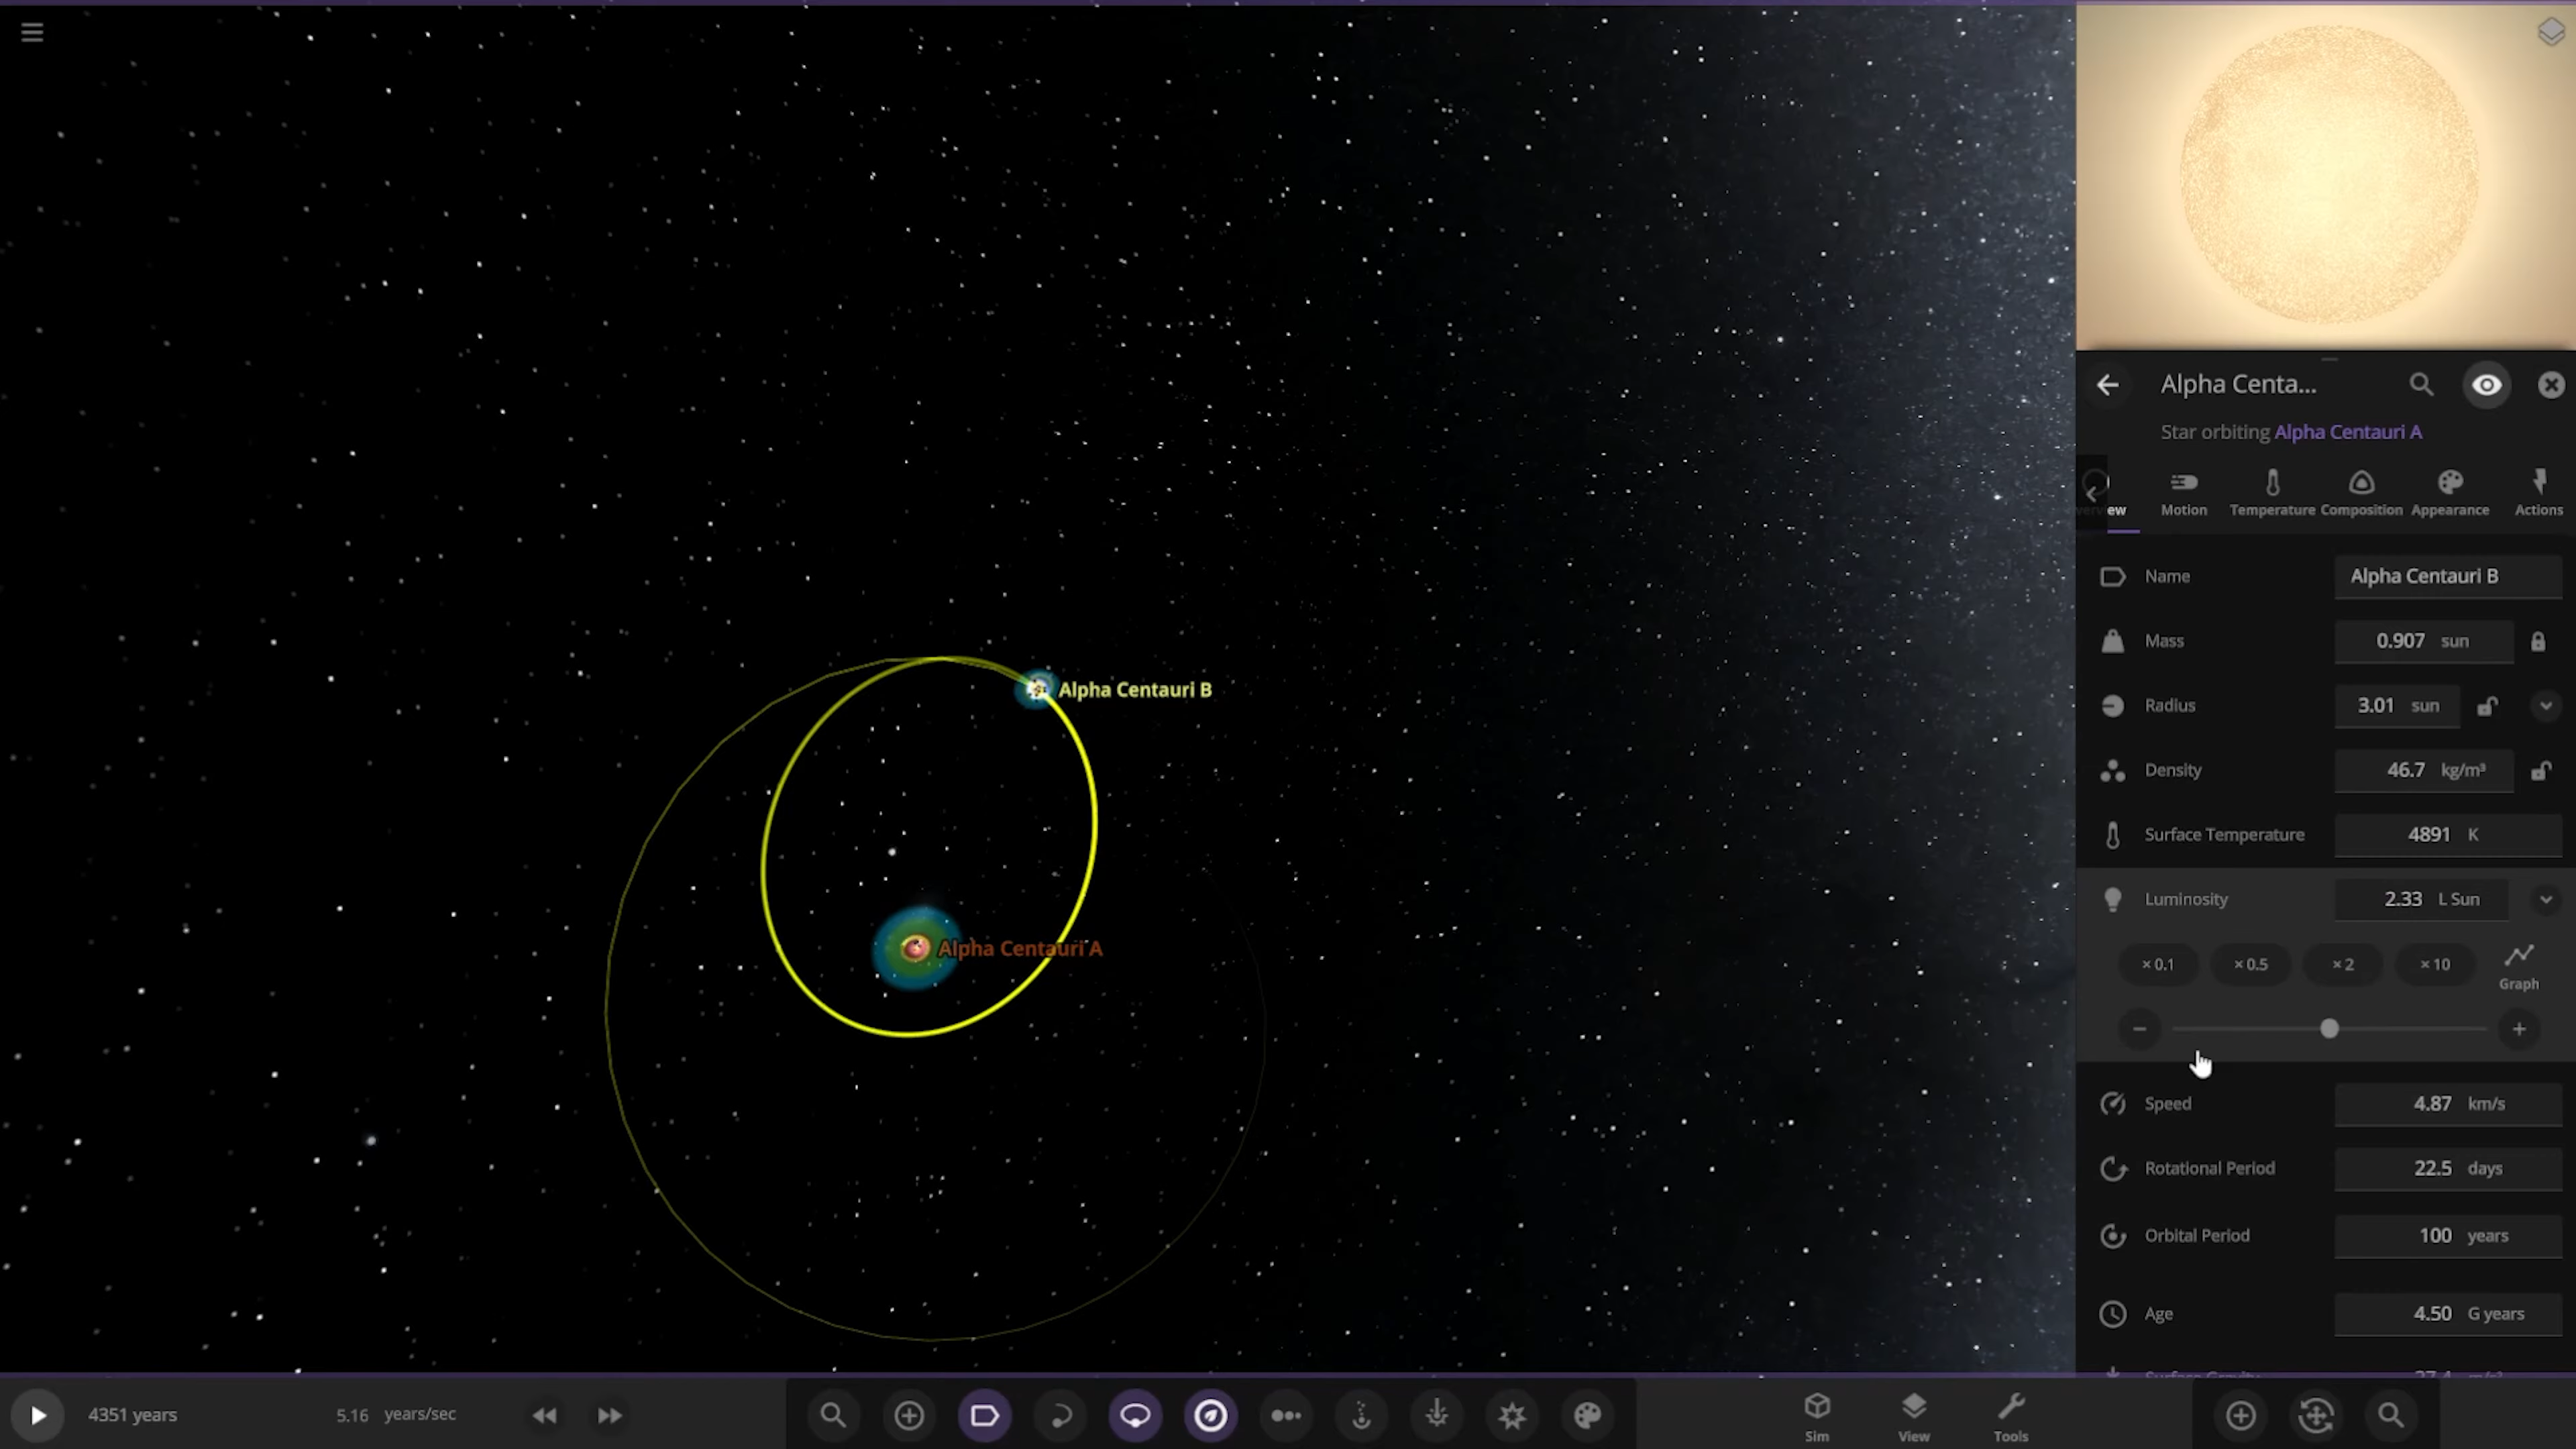 Alpha Centa...
Star orbiting Alpha Centauri A
ew Motion Temperature Composition Appearance Actions
Name Alpha Centauri B
Mass 0.907 sun
Alpha Centauri B
Radius 3.01 sun
Density 46.7 kg/m³
Surface Temperature 4891 K
Luminosity 2.33 L Sun
Alpha Centauri A
× 0.1 × 0.5 × 2 × 10 Graph
Speed 4.87 km/s
Rotational Period 22.5 days
Orbital Period 100 years
Age 4.50 G years
4351 years 5.16 years/sec
Sim View Tools